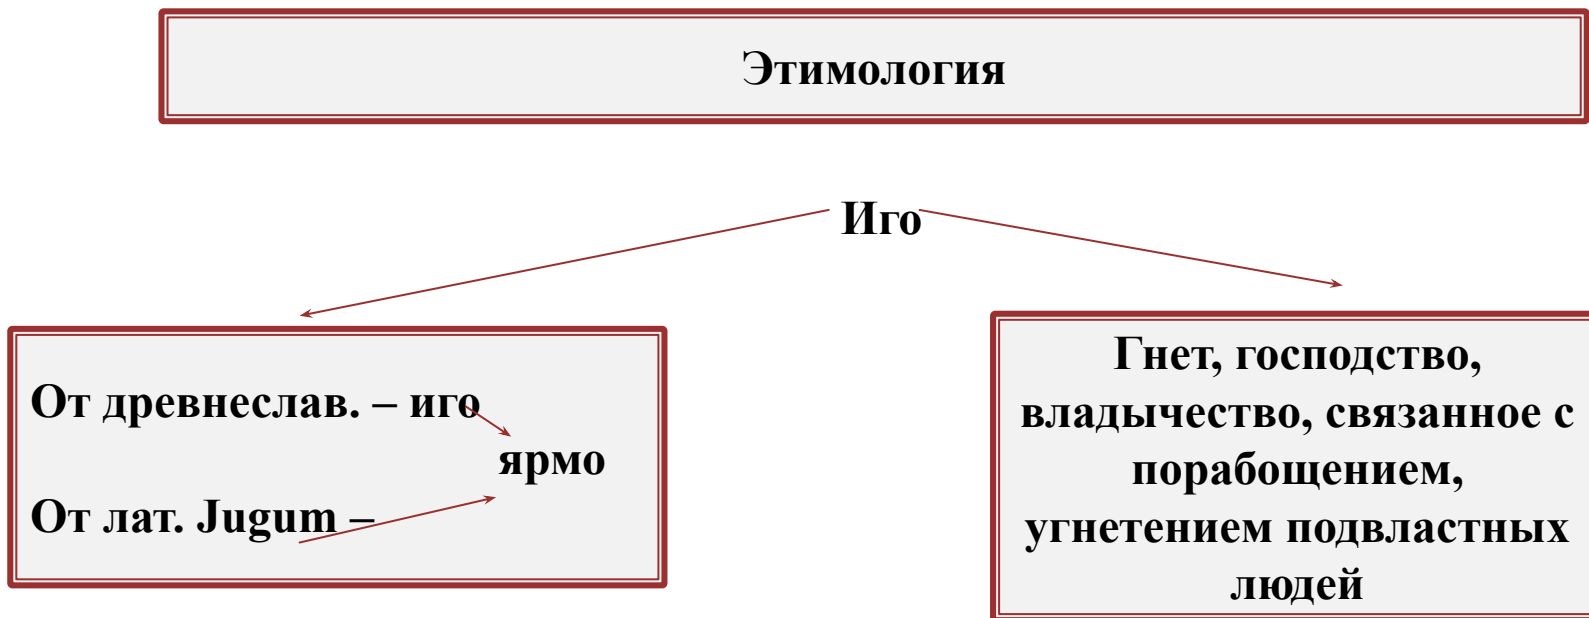 Этимология
Иго
От древнеслав. – иго
ярмо
От лат. Jugum –
Гнет, господство,
владычество, связанное с
порабощением,
угнетением подвластных
людей